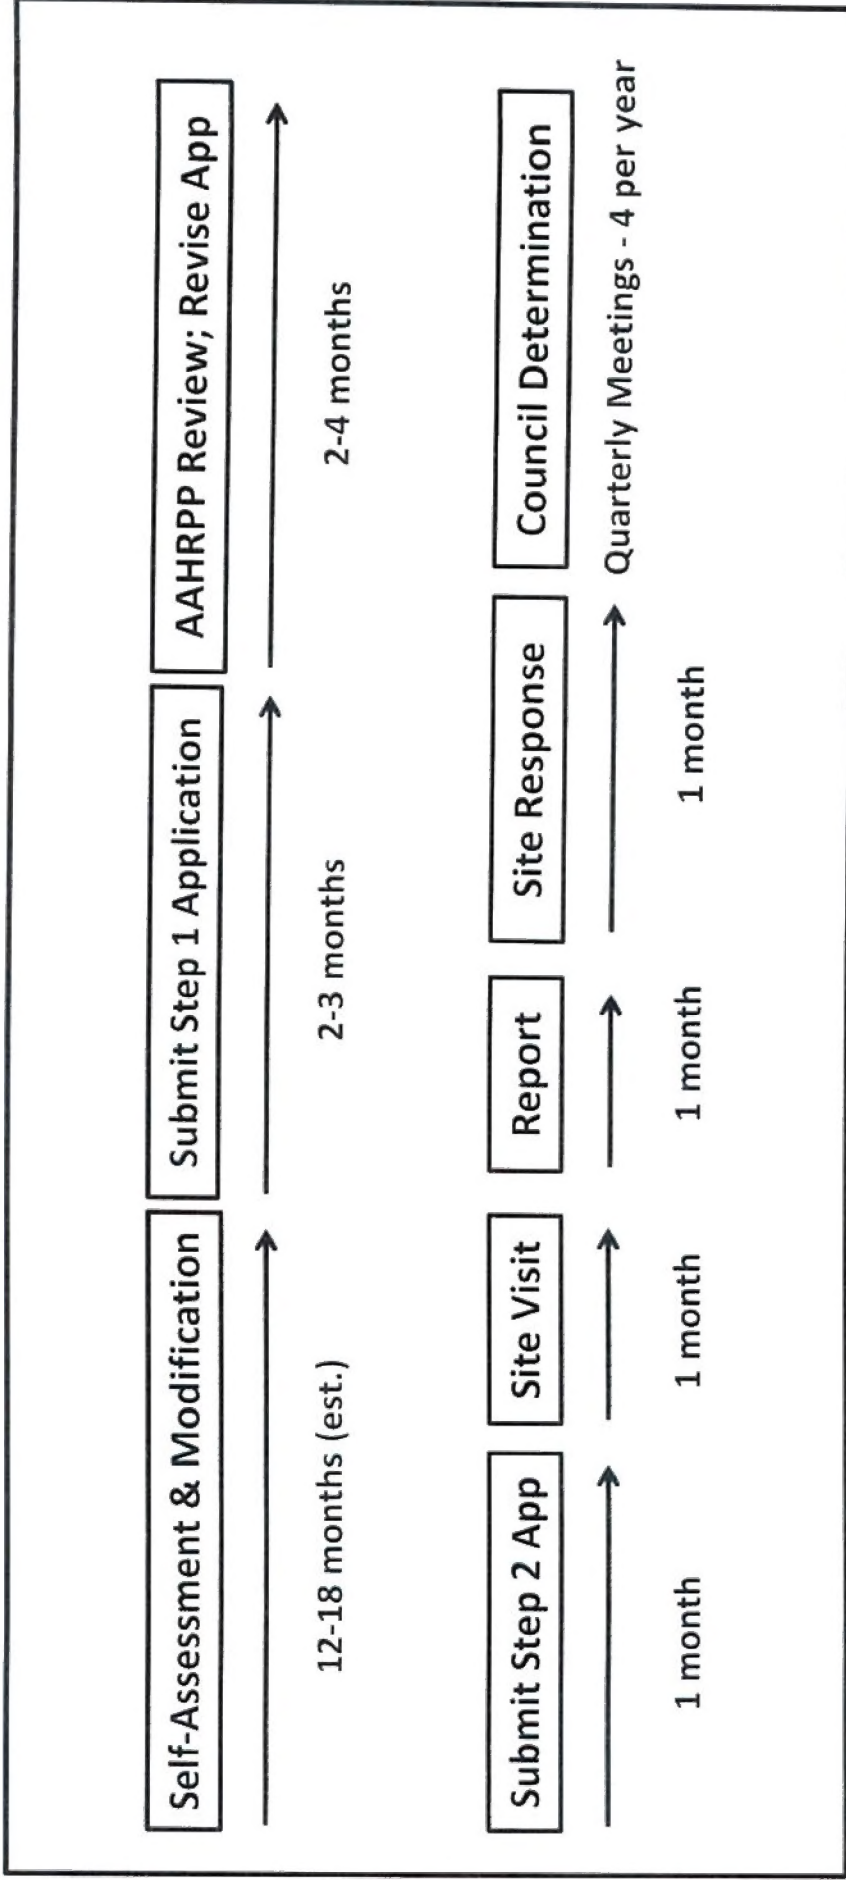 Self-Assessment & Modification
Submit Step 1 Application
AAHRPP Review; Revise App
12-18 months (est.)
2-3 months
2-4 months
Submit Step 2 App
Site Visit
Report
Site Response
Council Determination
1 month
1 month
1 month
1 month
Quarterly Meetings - 4 per year